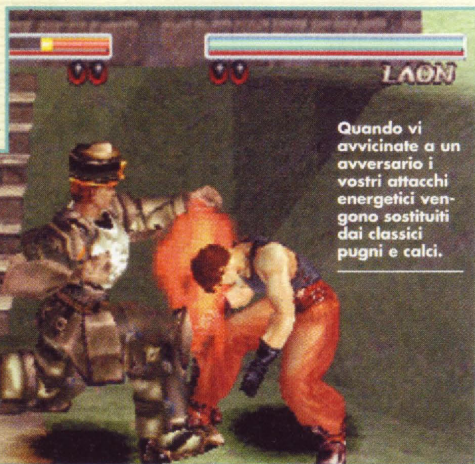 LAON
Quando vi
avvicinate a un
avversario i
vostri attacchi
energetici ven-
gono sostituiti
dai classici
pugni e calci.